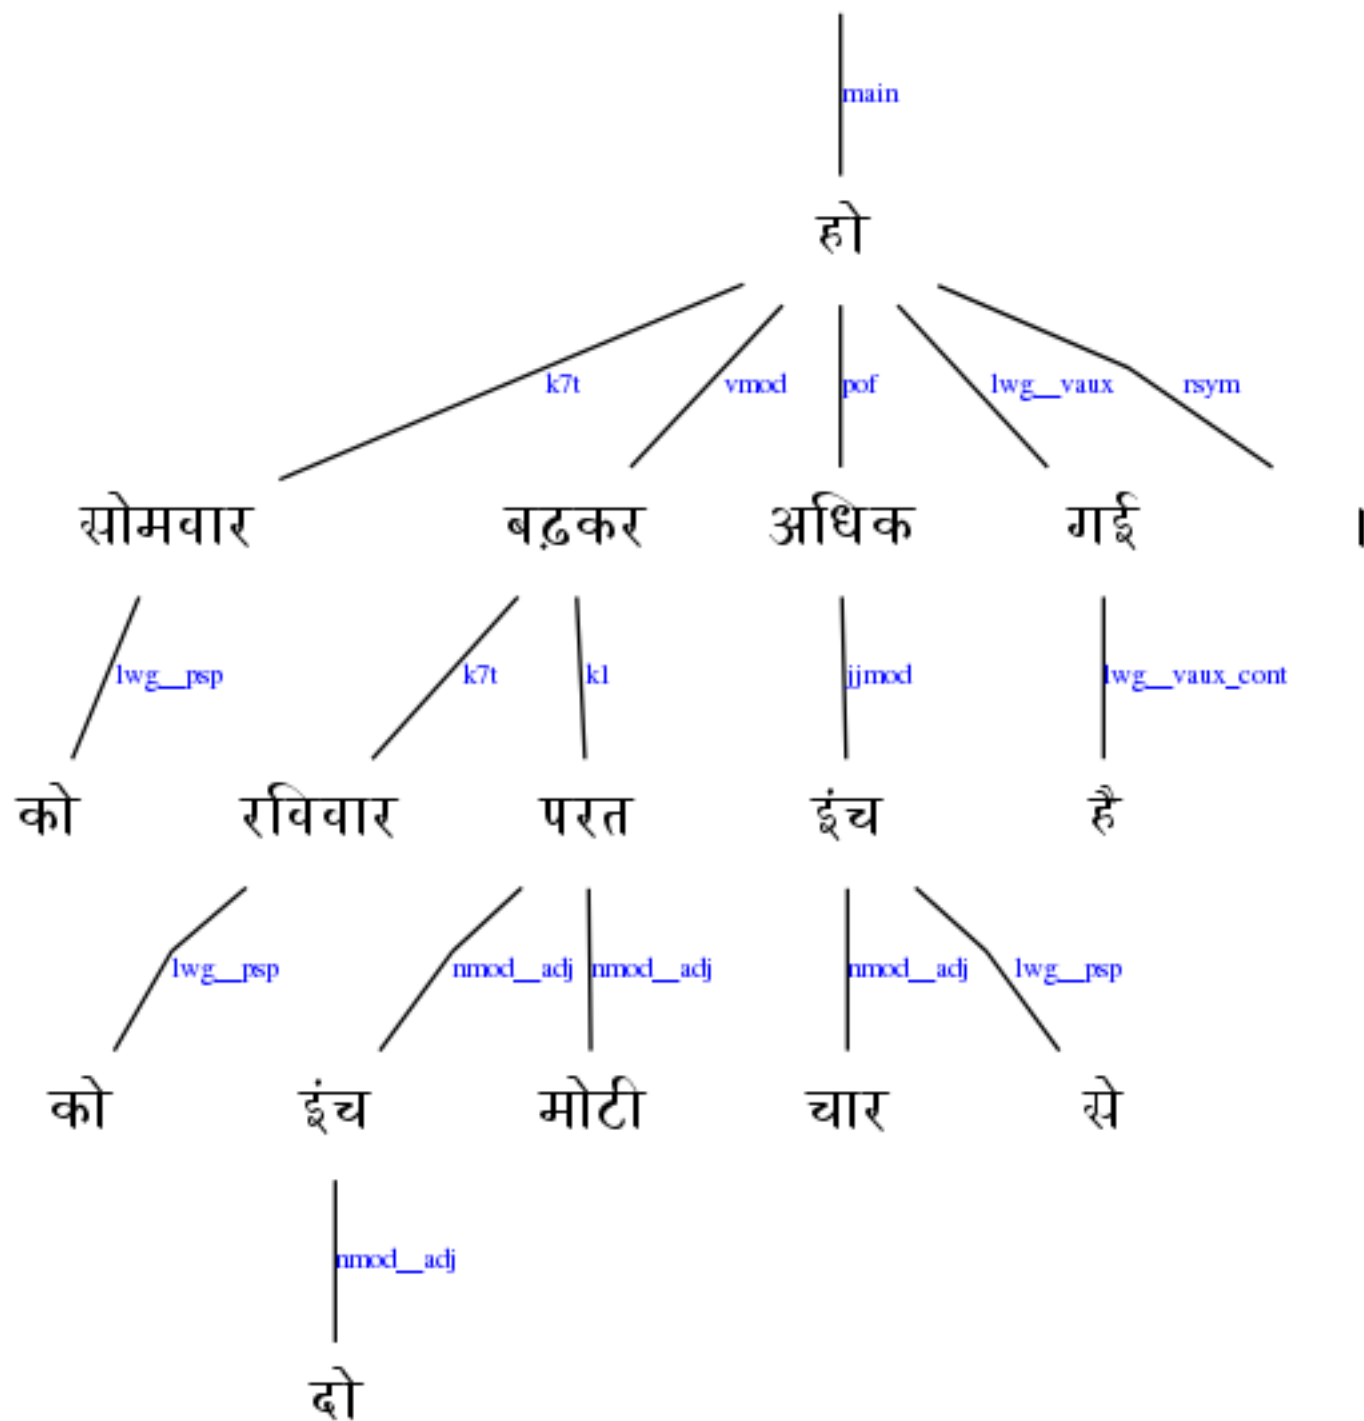 main
हो
k7t vmod pof lwg__vaux rsym
सोमवार बढ़कर अधिक गई ।
lwg__psp k7t k1 jjmod lwg__vaux_cont
को रविवार परत इंच है
lwg__psp nmod__adj nmod__adj nmod__adj lwg__psp
को इंच मोटी चार से
nmod__adj
दो